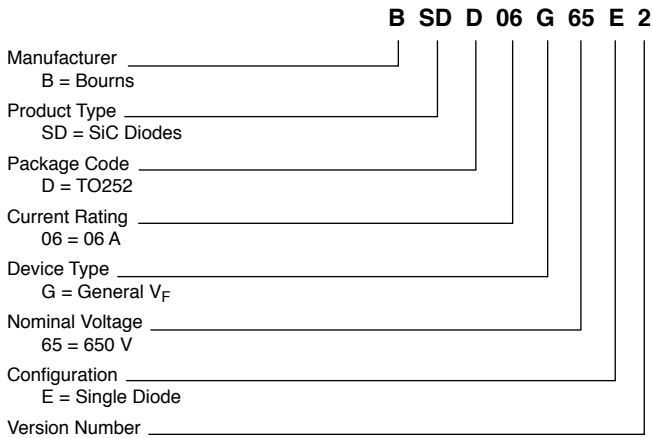 B SD D 06 G 65 E 2
Manufacturer
B = Bourns
Product Type
SD = SiC Diodes
Package Code
D = TO252
Current Rating
06 = 06 A
Device Type
G = General VF
Nominal Voltage
65 = 650 V
Configuration
E = Single Diode
Version Number